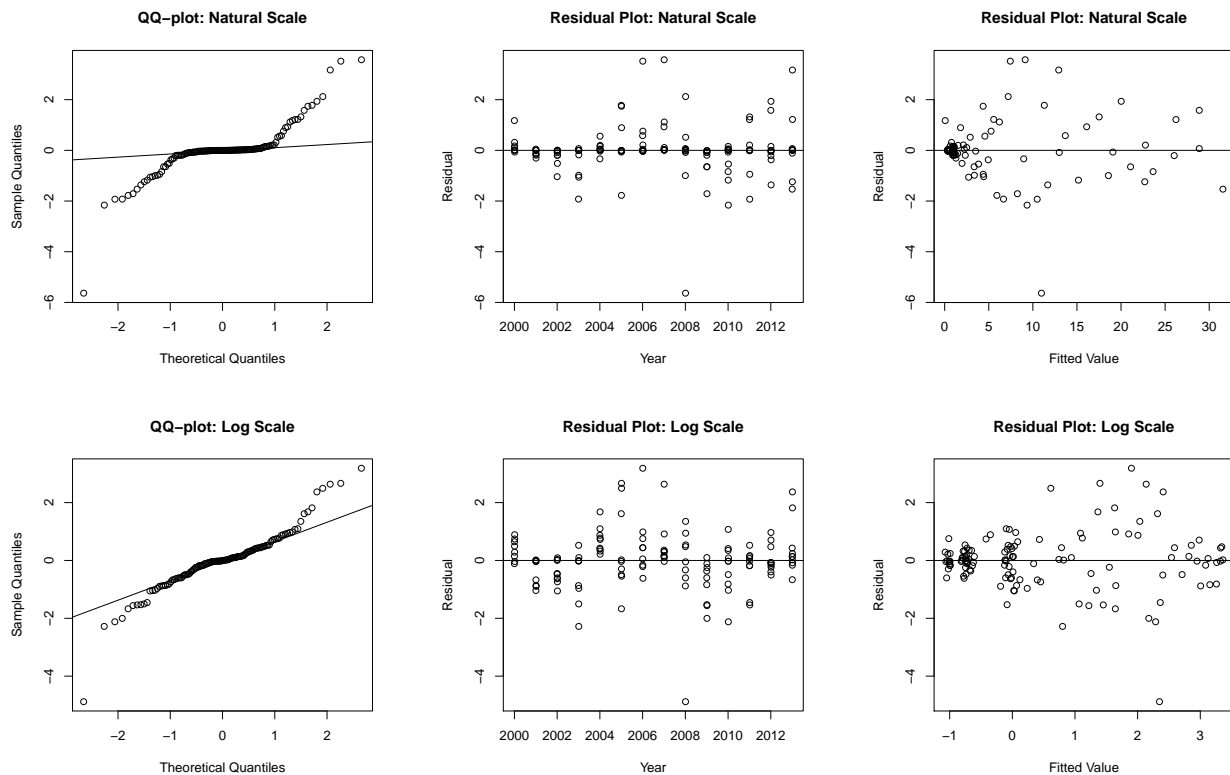 QQ−plot: Natural Scale
Sample Quantiles
2
0
−2
−4
−6
−2 −1 0 1 2
Theoretical Quantiles
Residual Plot: Natural Scale
Residual
2
0
−2
−4
−6
2000 2002 2004 2006 2008 2010 2012
Year
Residual Plot: Natural Scale
Residual
2
0
−2
−4
−6
0 5 10 15 20 25 30
Fitted Value
QQ−plot: Log Scale
Sample Quantiles
2
0
−2
−4
−2 −1 0 1 2
Theoretical Quantiles
Residual Plot: Log Scale
Residual
2
0
−2
−4
2000 2002 2004 2006 2008 2010 2012
Year
Residual Plot: Log Scale
Residual
2
0
−2
−4
−1 0 1 2 3
Fitted Value